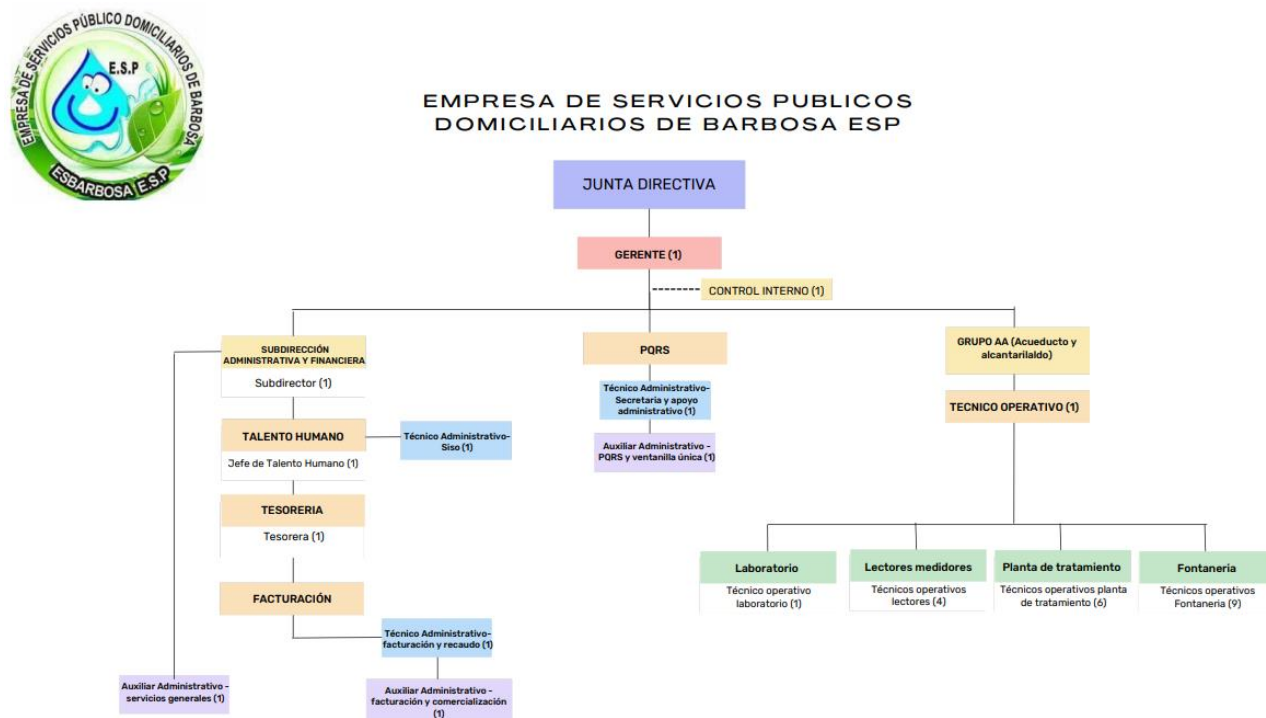 EMPRESA DE SERVICIOS PÚBLICO DOMICILIARIOS DE BARBOSA
E.S.P
ESBARBOSA E.S.P
EMPRESA DE SERVICIOS PUBLICOS
DOMICILIARIOS DE BARBOSA ESP
JUNTA DIRECTIVA
GERENTE (1)
CONTROL INTERNO (1)
SUBDIRECCIÓN
ADMINISTRATIVA Y FINANCIERA
Subdirector (1)
TALENTO HUMANO
Jefe de Talento Humano (1)
Técnico Administrativo-
Siso (1)
TESORERIA
Tesorera (1)
FACTURACIÓN
Técnico Administrativo-
facturación y recaudo (1)
Auxiliar Administrativo -
servicios generales (1)
Auxiliar Administrativo -
facturación y comercialización
(1)
PQRS
Técnico Administrativo-
Secretaria y apoyo
administrativo (1)
Auxiliar Administrativo -
PQRS y ventanilla única (1)
GRUPO AA (Acueducto y
alcantarilaldo)
TECNICO OPERATIVO (1)
Laboratorio
Técnico operativo
laboratorio (1)
Lectores medidores
Técnicos operativos
lectores (4)
Planta de tratamiento
Técnicos operativos planta
de tratamiento (6)
Fontaneria
Técnicos operativos
Fontaneria (9)